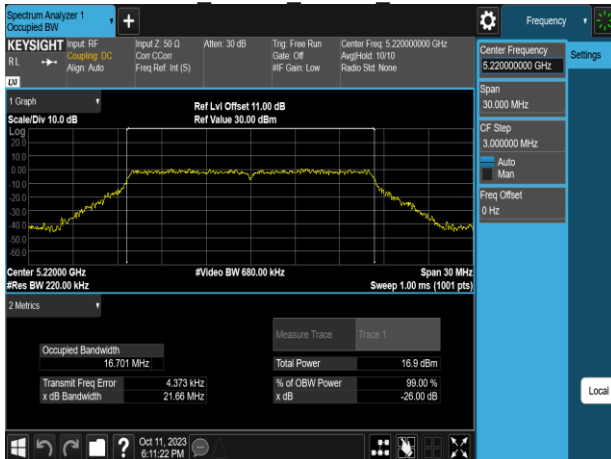 Spectrum Analyzer 1
Occupied BW
Frequency
KEYSIGHT
RL
LXI
Input: RF
Coupling: DC
Align: Auto
Input Z: 50 Ω
Corr CCorr
Freq Ref: Int (S)
Atten: 30 dB
Trig: Free Run
Gate: Off
#IF Gain: Low
Center Freq: 5.220000000 GHz
Avg|Hold: 10/10
Radio Std: None
Center Frequency
5.220000000 GHz
Settings
Span
30.000 MHz
CF Step
3.000000 MHz
Auto
Man
Freq Offset
0 Hz
Local
1 Graph
Scale/Div 10.0 dB
Ref Lvl Offset 11.00 dB
Ref Value 30.00 dBm
Log
20.0
10.0
0.00
-10.0
-20.0
-30.0
-40.0
-50.0
-60.0
Center 5.22000 GHz
#Res BW 220.00 kHz
#Video BW 680.00 kHz
Span 30 MHz
Sweep 1.00 ms (1001 pts)
2 Metrics
Measure Trace
Trace 1
Occupied Bandwidth
16.701 MHz
Total Power
16.9 dBm
Transmit Freq Error
4.373 kHz
% of OBW Power
99.00 %
x dB Bandwidth
21.66 MHz
x dB
-26.00 dB
?
Oct 11, 2023
6:11:22 PM